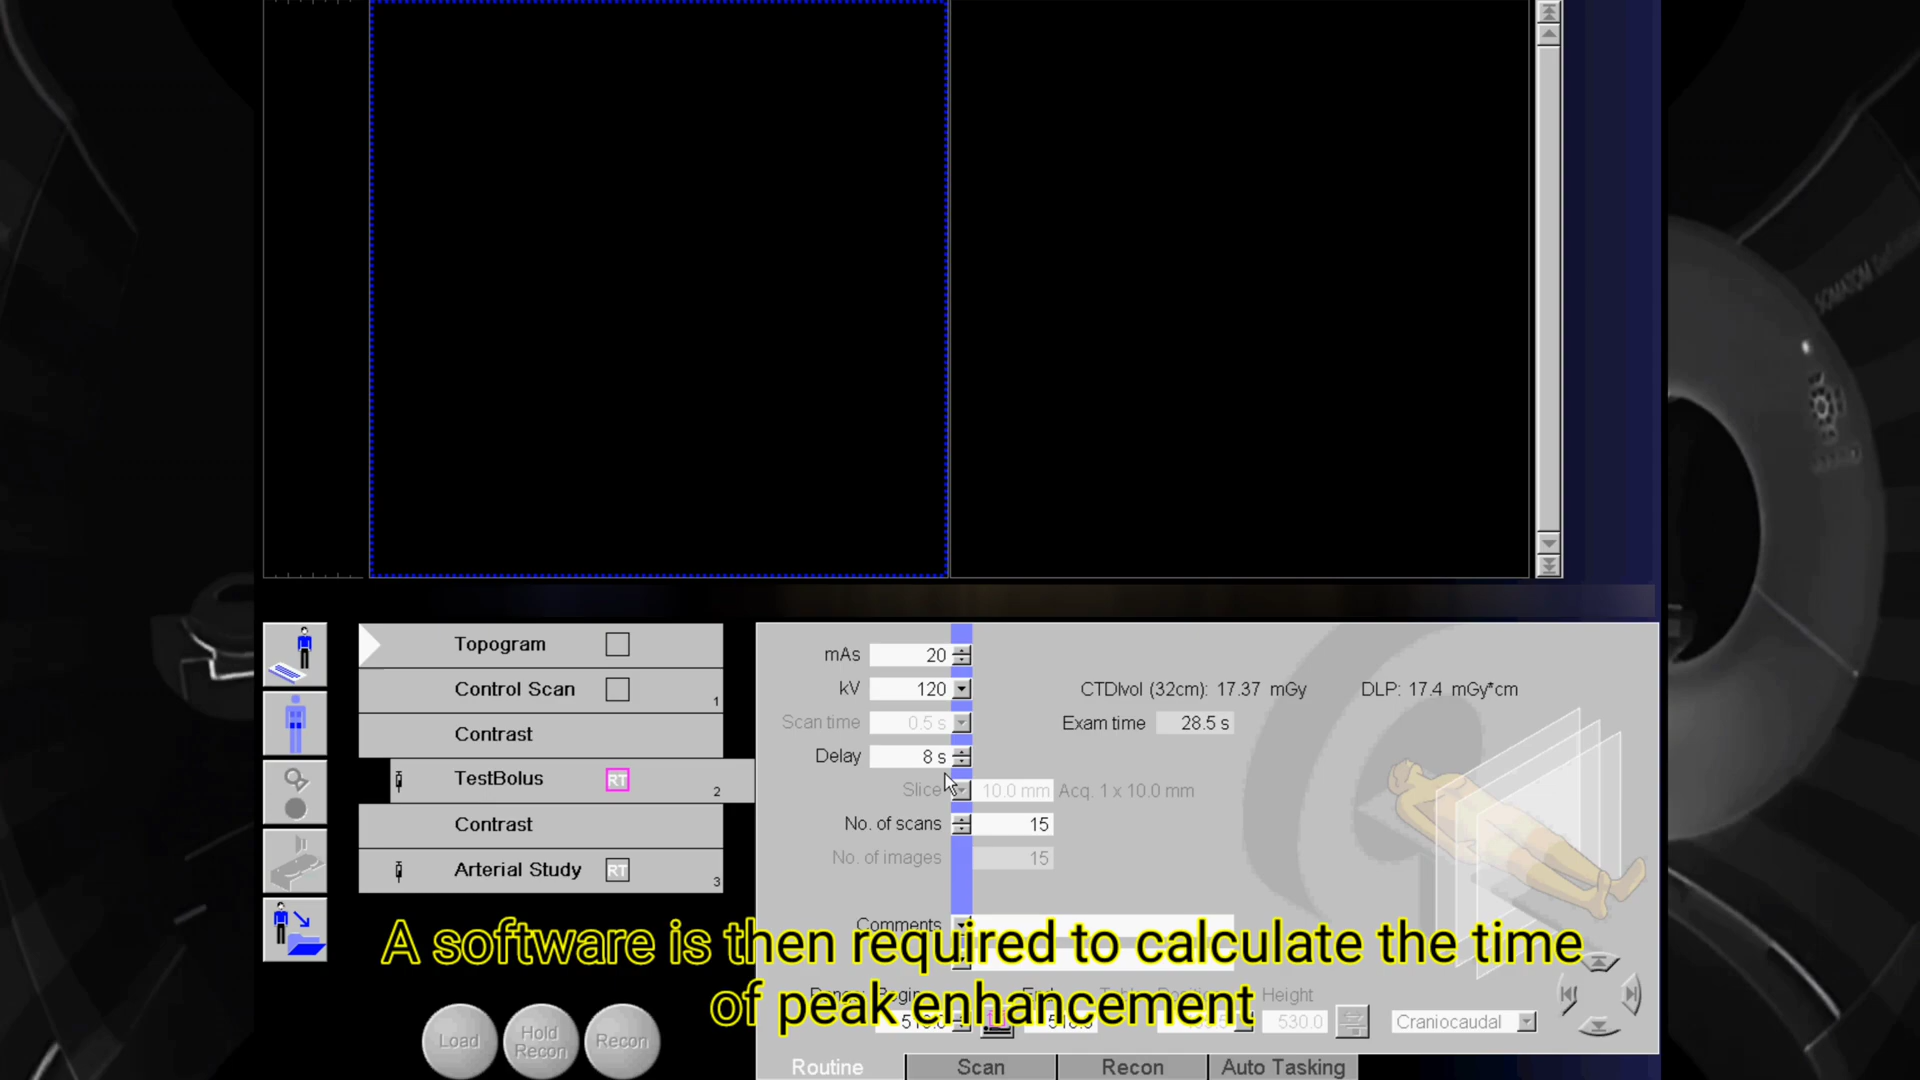 Topogram
Control Scan
1
Contrast
TestBolus RT
2
Contrast
Arterial Study RT
3
Load
Hold
Recon
Recon
mAs 20
kV 120
Scan time 0.5 s
Delay 8 s
Slice 10.0 mm Acq. 1 x 10.0 mm
No. of scans 15
No. of images 15
Comments
CTDIvol (32cm): 17.37 mGy DLP: 17.4 mGy*cm
Exam time 28.5 s
Begin End Height
530.0 Craniocaudal
Routine Scan Recon Auto Tasking
A software is then required to calculate the time
of peak enhancement
SOMATOM